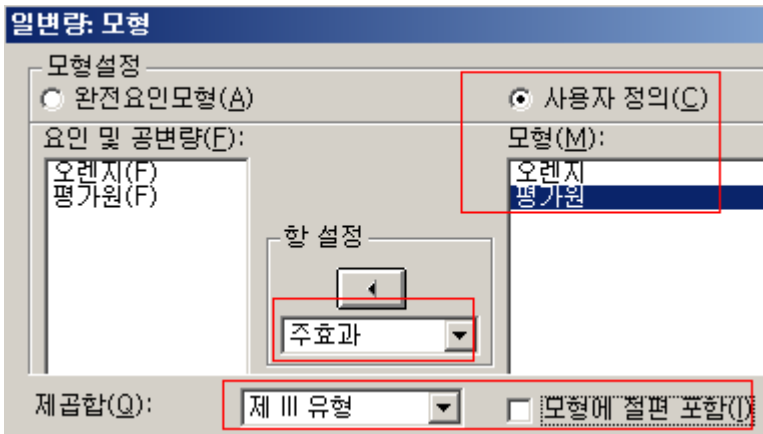 일변량: 모형
모형설정
완전요인모형(A)
사용자 정의(C)
요인 및 공변량(F):
모형(M):
오렌지(F)
평가원(F)
오렌지
평가원
항 설정
주효과
제곱합(Q):
제 III 유형
모형에 절편 포함(I)